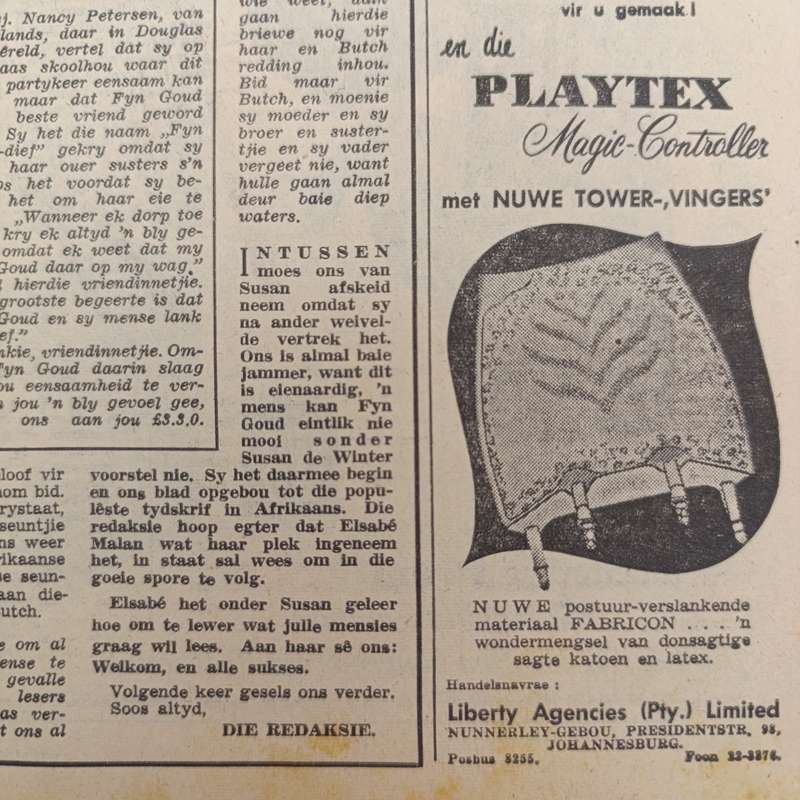 ej. Nancy Petersen, van
lands, daar in Douglas
êreld, vertel dat sy op
aas skoolhou waar dit
partykeer eensaam kan
maar dat Fyn Goud
beste vriend geword
Sy het die naam „Fyn
-dief” gekry omdat sy
haar ouer susters s'n
os het voordat sy be-
het om haar eie te
„Wanneer ek dorp toe
kry ek altyd 'n bly ge-
omdat ek weet dat my
Goud daar op my wag.”
l hierdie vriendinnetjie.
grootste begeerte is dat
Goud en sy mense lank
ef.”
nkie, vriendinnetjie. Om-
Fyn Goud daarin slaag
ou eensaamheid te ver-
n jou 'n bly gevoel gee,
ons aan jou £3.3.0.
loof vir
nom bid.
rystaat,
seuntjie
ns weer
rikaanse
se seun-
aan die-
utch.
e om al
ense te
gevalle
lesers
as ver-
t ons al
wie weet, dan
gaan hierdie
briewe nog vir
haar en Butch
redding inhou.
Bid maar vir
Butch, en moenie
sy moeder en sy
broer en suster-
tjie en sy vader
vergeet nie, want
hulle gaan almal
deur baie diep
waters.
INTUSSEN
moes ons van
Susan afskeid
neem omdat sy
na ander weivel-
de vertrek het.
Ons is almal baie
jammer, want dit
is eienaardig, 'n
mens kan Fyn
Goud eintlik nie
mooi sonder
Susan de Winter
voorstel nie. Sy het daarmee begin
en ons blad opgebou tot die popu-
lêste tydskrif in Afrikaans. Die
redaksie hoop egter dat Elsabé
Malan wat haar plek ingeneem
het, in staat sal wees om in die
goeie spore te volg.
Elsabé het onder Susan geleer
hoe om te lewer wat julle mensies
graag wil lees. Aan haar sê ons:
Welkom, en alle sukses.
Volgende keer gesels ons verder.
Soos altyd,
DIE REDAKSIE.
vir u gemak!
en die
PLAYTEX
Magic-Controller
met NUWE TOWER-‚VINGERS’
NUWE postuur-verslankende
materiaal FABRICON . . . 'n
wondermengsel van donsagtige
sagte katoen en latex.
Handelsnavrae :
Liberty Agencies (Pty.) Limited
NUNNERLEY-GEBOU, PRESIDENTSTR, 98,
JOHANNESBURG.
Posbus 8255. Foon 22-3276.